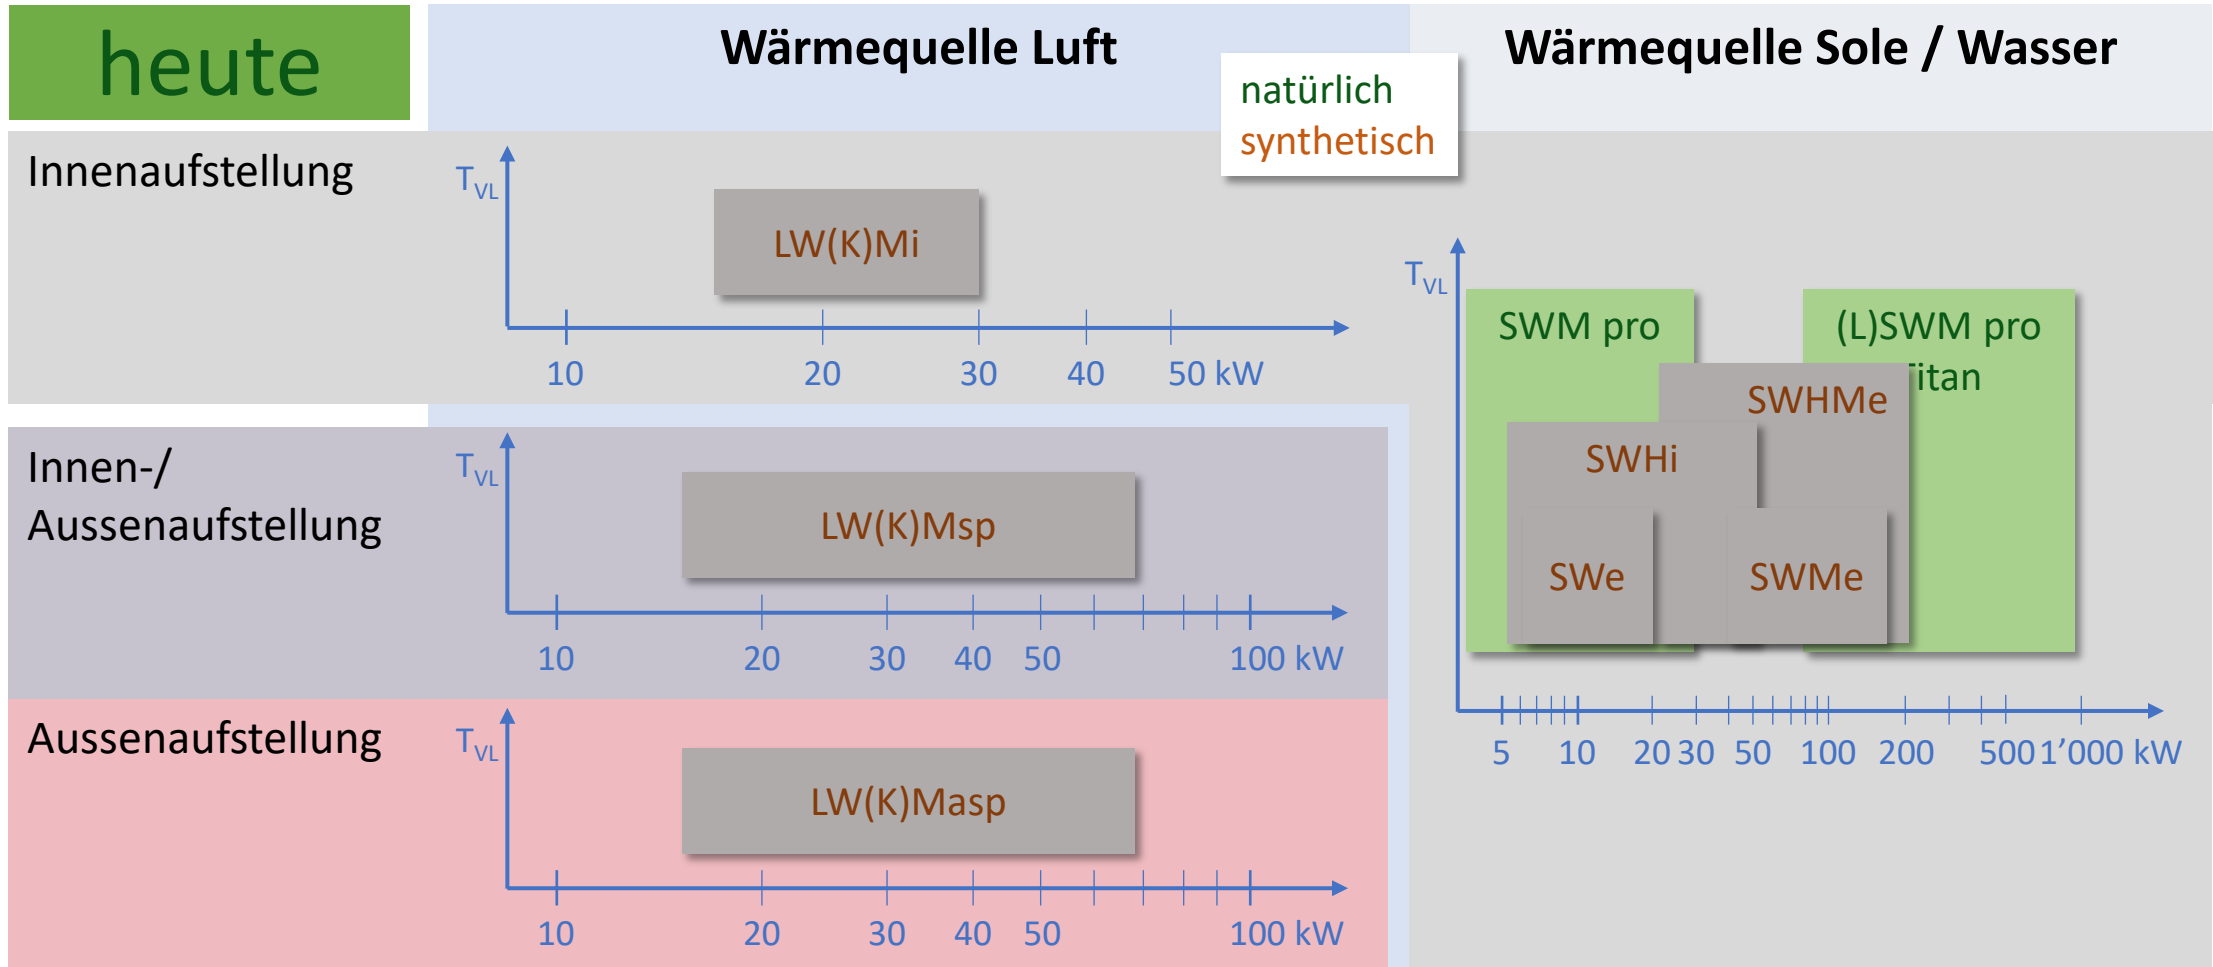 heute
Wärmequelle Luft
Wärmequelle Sole / Wasser
natürlich
synthetisch
Innenaufstellung
TVL
LW(K)Mi
10 20 30 40 50 kW
Innen-/
Aussenaufstellung
TVL
LW(K)Msp
10 20 30 40 50 100 kW
Aussenaufstellung
TVL
LW(K)Masp
10 20 30 40 50 100 kW
TVL
SWM pro
(L)SWM pro
Titan
SWHMe
SWHi
SWe
SWMe
5 10 20 30 50 100 200 500 1’000 kW